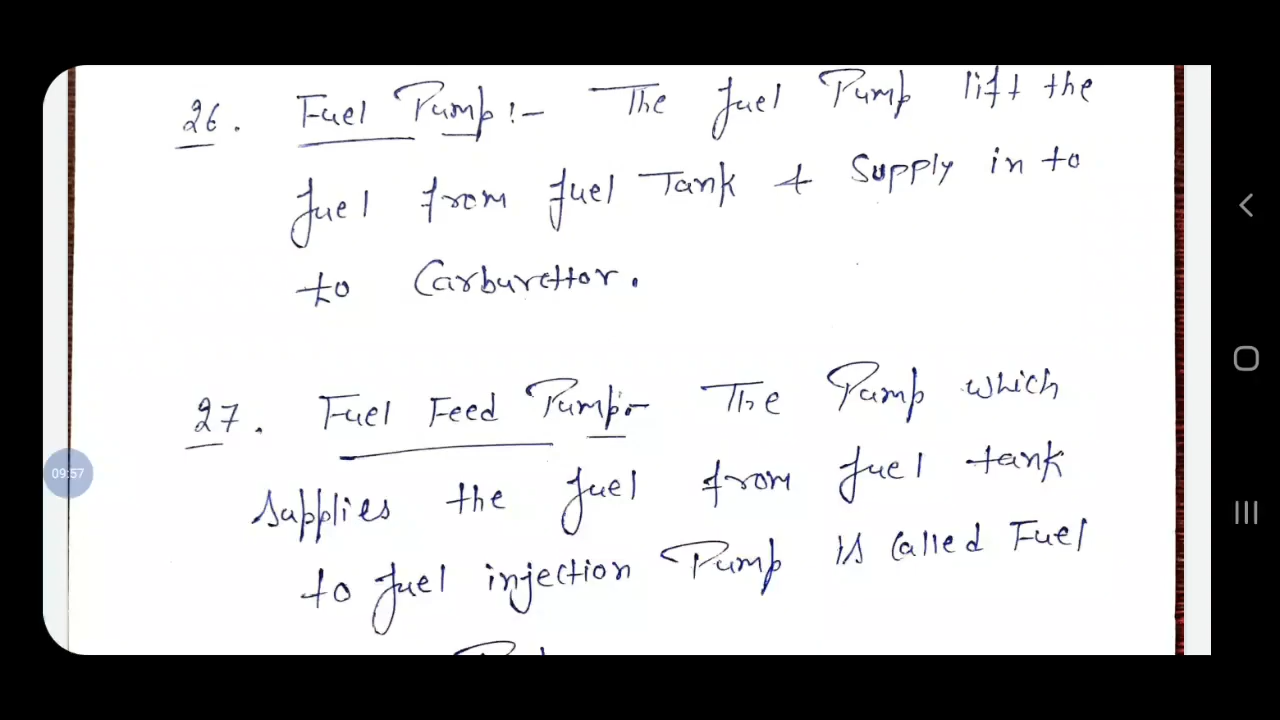 26. Fuel Pump:- The fuel Pump lift the
fuel from fuel Tank & Supply in to
to Carburettor.
27. Fuel Feed Pump:- The Pump which
supplies the fuel from fuel tank
to fuel injection Pump is called Fuel
09:57